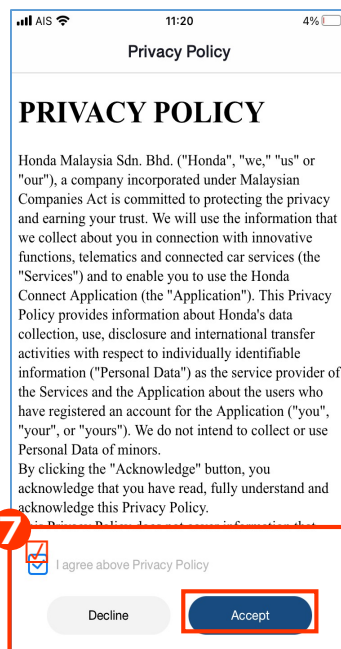 AIS 11:20 4%
Privacy Policy
PRIVACY POLICY
Honda Malaysia Sdn. Bhd. ("Honda", "we," "us" or
"our"), a company incorporated under Malaysian
Companies Act is committed to protecting the privacy
and earning your trust. We will use the information that
we collect about you in connection with innovative
functions, telematics and connected car services (the
"Services") and to enable you to use the Honda
Connect Application (the "Application"). This Privacy
Policy provides information about Honda's data
collection, use, disclosure and international transfer
activities with respect to individually identifiable
information ("Personal Data") as the service provider of
the Services and the Application about the users who
have registered an account for the Application ("you",
"your", or "yours"). We do not intend to collect or use
Personal Data of minors.
By clicking the "Acknowledge" button, you
acknowledge that you have read, fully understand and
acknowledge this Privacy Policy.
Privacy Policy does not cover information that
7
I agree above Privacy Policy
Decline Accept